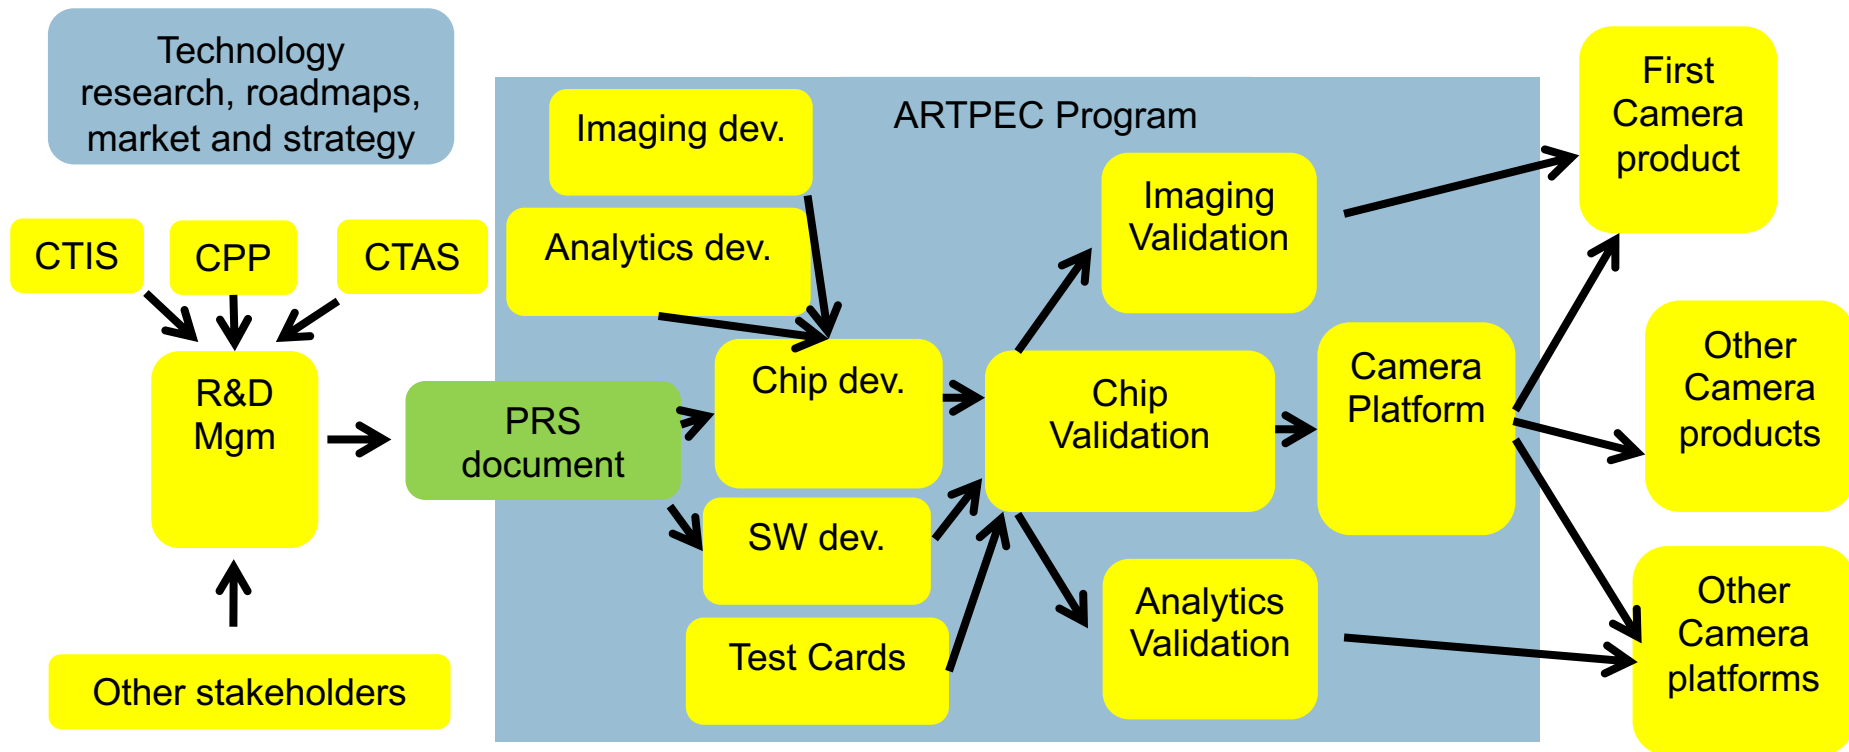 Technology
research, roadmaps,
market and strategy
CTIS
CPP
CTAS
R&D
Mgm
Other stakeholders
PRS
document
ARTPEC Program
Imaging dev.
Analytics dev.
Chip dev.
SW dev.
Test Cards
Imaging
Validation
Chip
Validation
Analytics
Validation
Camera
Platform
First
Camera
product
Other
Camera
products
Other
Camera
platforms